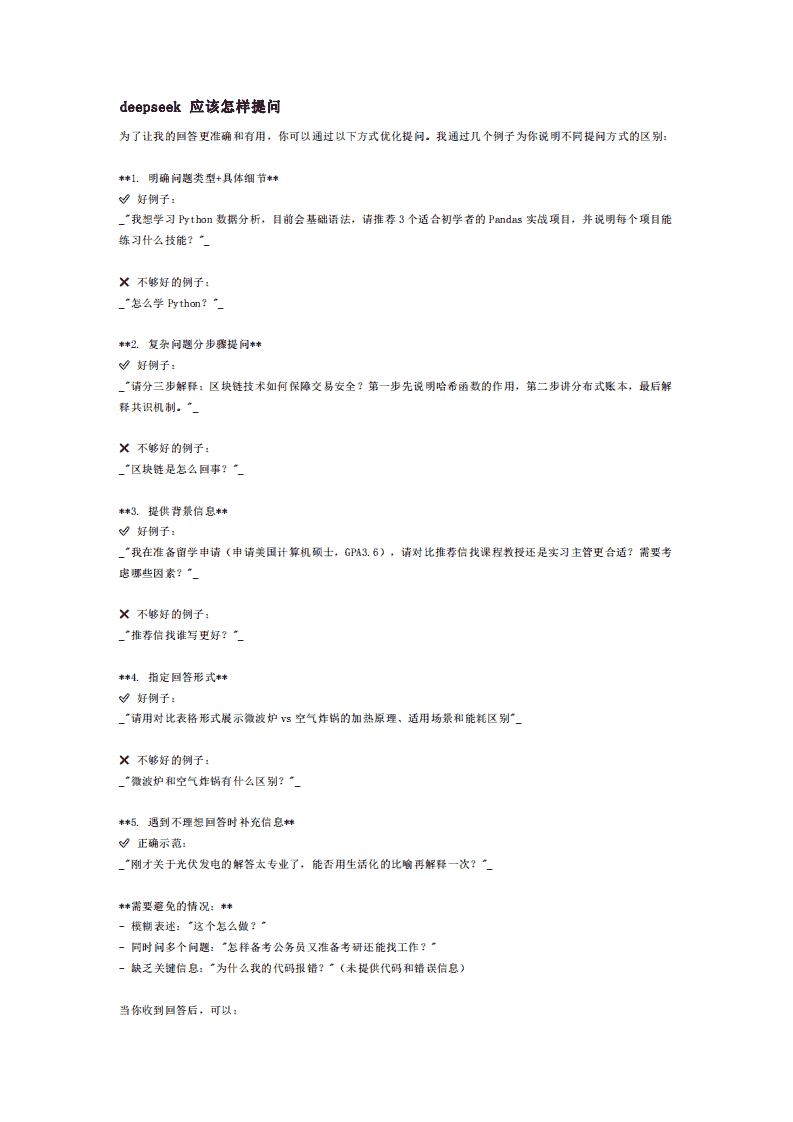 deepseek 应该怎样提问
为了让我的回答更准确和有用，你可以通过以下方式优化提问。我通过几个例子为你说明不同提问方式的区别：
**1. 明确问题类型+具体细节**
✅ 好例子：
_"我想学习 Python 数据分析，目前会基础语法，请推荐 3 个适合初学者的 Pandas 实战项目，并说明每个项目能
练习什么技能？"_
❌ 不够好的例子：
_"怎么学 Python？"_
**2. 复杂问题分步骤提问**
✅ 好例子：
_"请分三步解释：区块链技术如何保障交易安全？第一步先说明哈希函数的作用，第二步讲分布式账本，最后解
释共识机制。"_
❌ 不够好的例子：
_"区块链是怎么回事？"_
**3. 提供背景信息**
✅ 好例子：
_"我在准备留学申请（申请美国计算机硕士，GPA3.6），请对比推荐信找课程教授还是实习主管更合适？需要考
虑哪些因素？"_
❌ 不够好的例子：
_"推荐信找谁写更好？"_
**4. 指定回答形式**
✅ 好例子：
_"请用对比表格形式展示微波炉 vs 空气炸锅的加热原理、适用场景和能耗区别"_
❌ 不够好的例子：
_"微波炉和空气炸锅有什么区别？"_
**5. 遇到不理想回答时补充信息**
✅ 正确示范：
_"刚才关于光伏发电的解答太专业了，能否用生活化的比喻再解释一次？"_
**需要避免的情况：**
- 模糊表述："这个怎么做？"
- 同时问多个问题："怎样备考公务员又准备考研还能找工作？"
- 缺乏关键信息："为什么我的代码报错？"（未提供代码和错误信息）
当你收到回答后，可以：